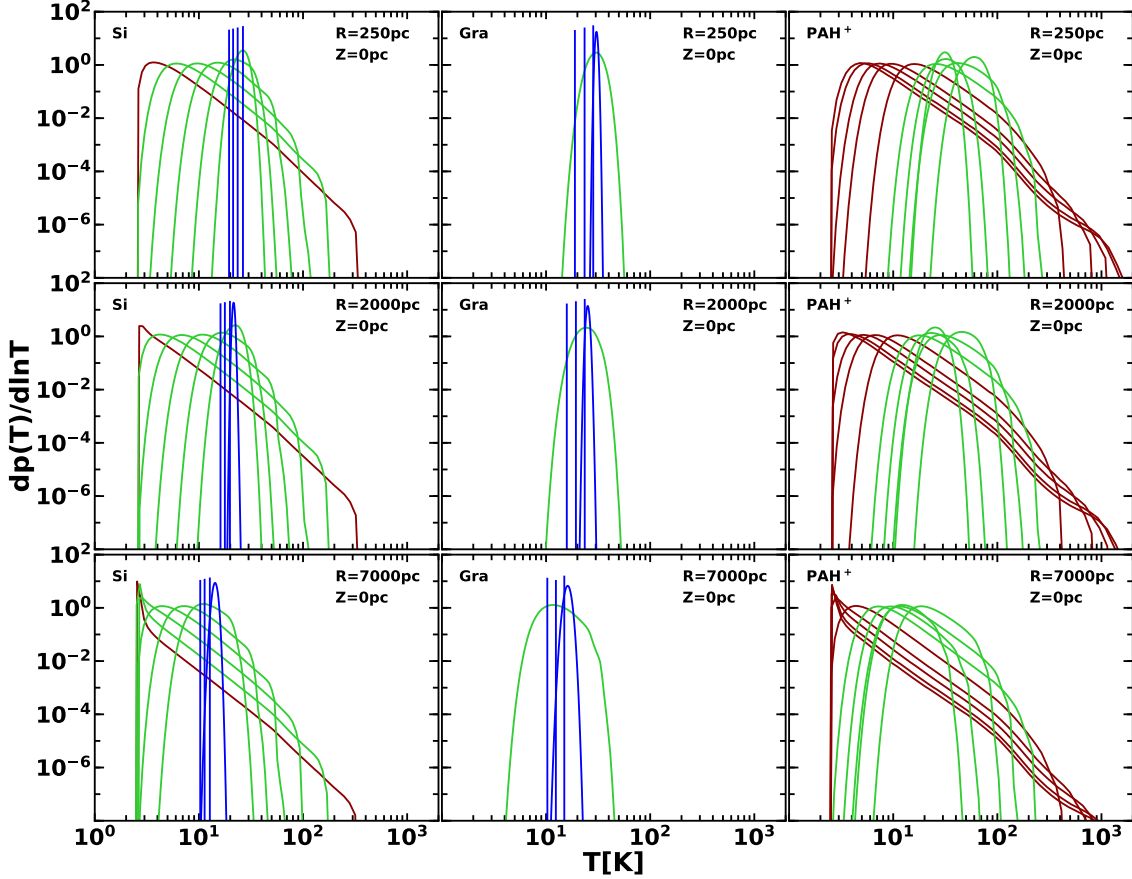 Si
R=250pc
Z=0pc
Gra
R=250pc
Z=0pc
PAH⁺
R=250pc
Z=0pc
10²
10⁰
10⁻²
10⁻⁴
10⁻⁶
Si
R=2000pc
Z=0pc
Gra
R=2000pc
Z=0pc
PAH⁺
R=2000pc
Z=0pc
10²
10⁰
10⁻²
10⁻⁴
10⁻⁶
dp(T)/dlnT
Si
R=7000pc
Z=0pc
Gra
R=7000pc
Z=0pc
PAH⁺
R=7000pc
Z=0pc
10²
10⁰
10⁻²
10⁻⁴
10⁻⁶
10⁰ 10¹ 10² 10³ 10¹ 10² 10³ 10¹ 10² 10³
T[K]